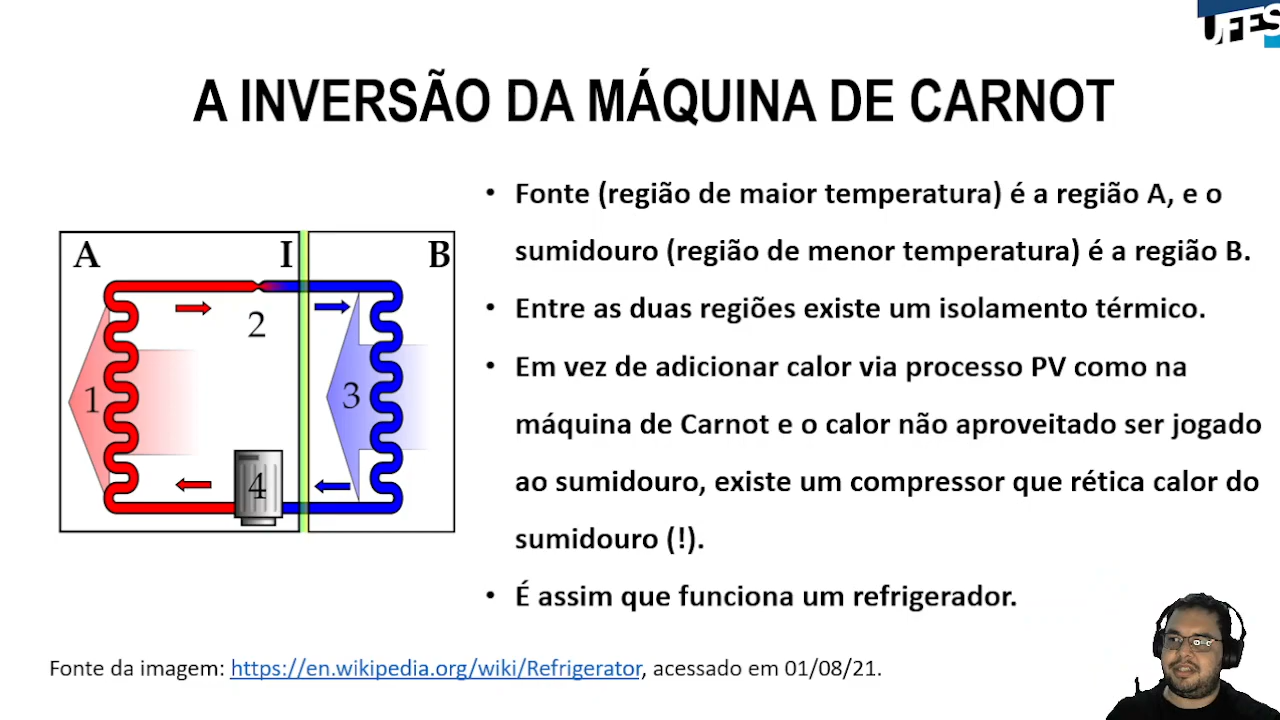 UFES
A INVERSÃO DA MÁQUINA DE CARNOT
• Fonte (região de maior temperatura) é a região A, e o
sumidouro (região de menor temperatura) é a região B.
• Entre as duas regiões existe um isolamento térmico.
• Em vez de adicionar calor via processo PV como na
máquina de Carnot e o calor não aproveitado ser jogado
ao sumidouro, existe um compressor que rética calor do
sumidouro (!).
• É assim que funciona um refrigerador.
A I B
2
1 3
4
Fonte da imagem: https://en.wikipedia.org/wiki/Refrigerator, acessado em 01/08/21.